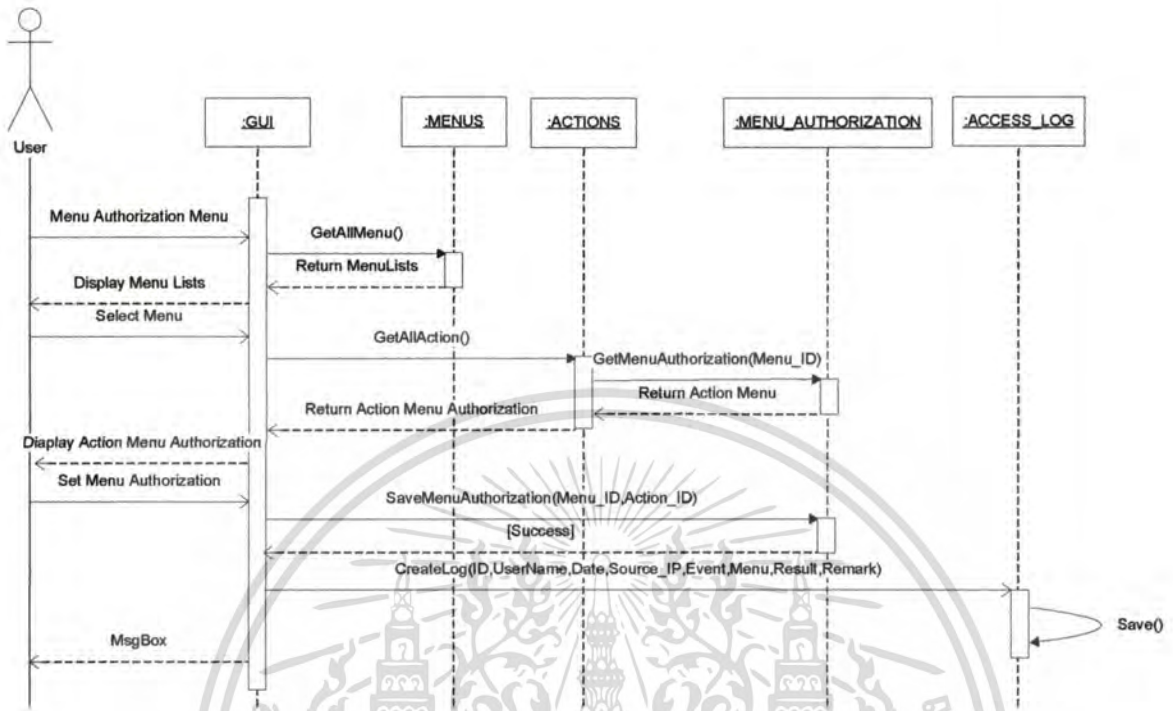 User
:GUI
:MENUS
:ACTIONS
:MENU_AUTHORIZATION
:ACCESS_LOG
Menu Authorization Menu
GetAllMenu()
Return MenuLists
Display Menu Lists
Select Menu
GetAllAction()
GetMenuAuthorization(Menu_ID)
Return Action Menu
Return Action Menu Authorization
Diaplay Action Menu Authorization
Set Menu Authorization
SaveMenuAuthorization(Menu_ID,Action_ID)
[Success]
CreateLog(ID,UserName,Date,Source_IP,Event,Menu,Result,Remark)
Save()
MsgBox